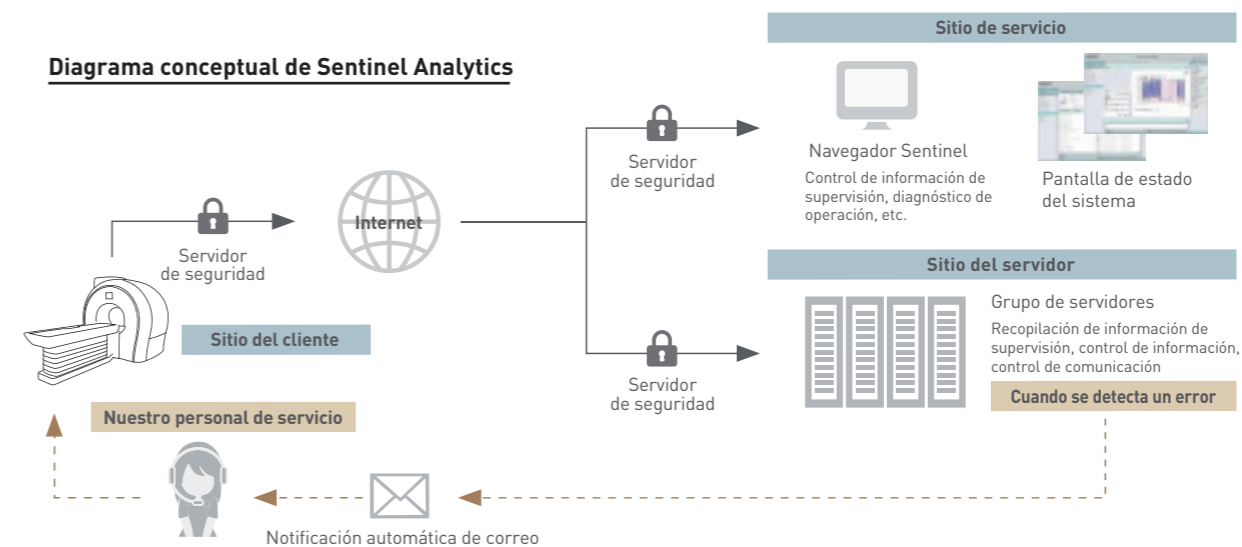 Diagrama conceptual de Sentinel Analytics
Sitio de servicio
Navegador Sentinel
Control de información de
supervisión, diagnóstico de
operación, etc.
Pantalla de estado
del sistema
Servidor
de seguridad
Internet
Servidor
de seguridad
Sitio del cliente
Sitio del servidor
Grupo de servidores
Recopilación de información de
supervisión, control de información,
control de comunicación
Cuando se detecta un error
Servidor
de seguridad
Nuestro personal de servicio
Notificación automática de correo